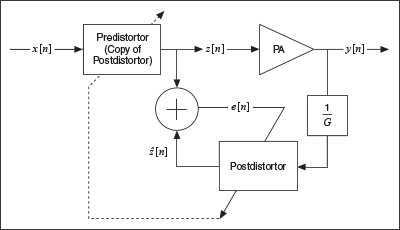 Predistortor
(Copy of
Postdistortor)
x[n]
z[n]
PA
y[n]
+
e[n]
1
G
ẑ[n]
Postdistortor